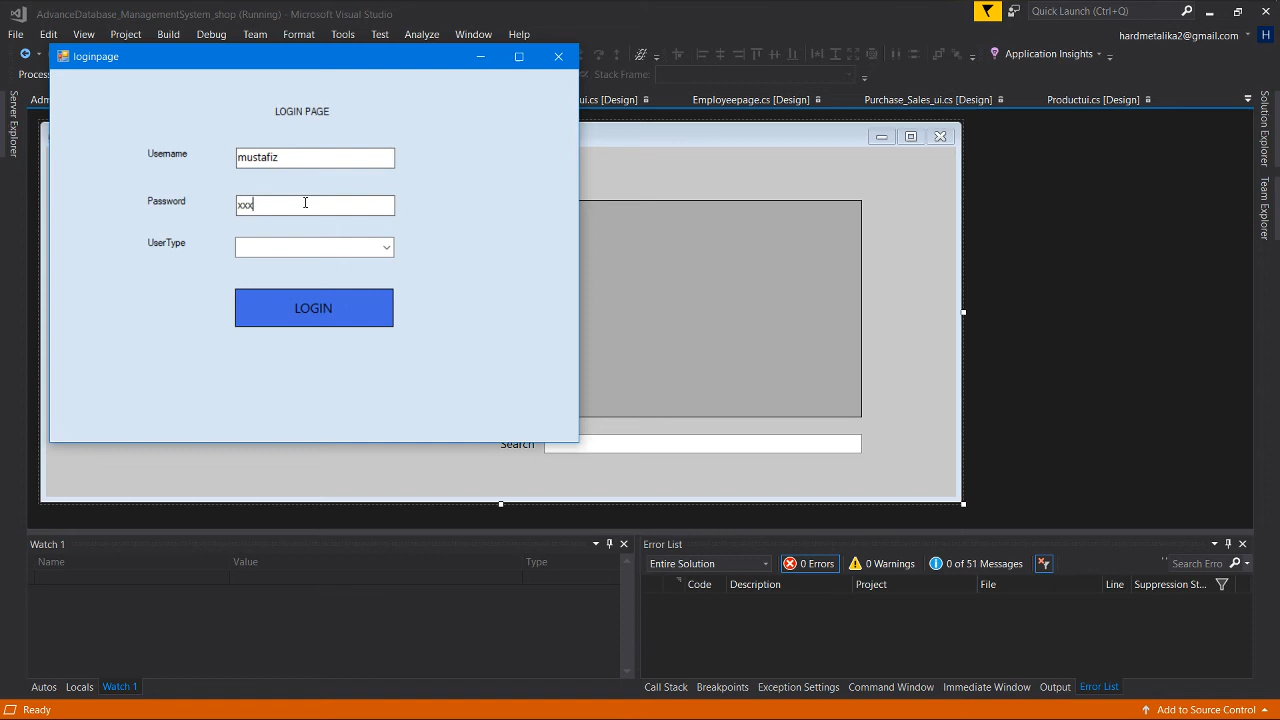 AdvanceDatabase_ManagementSystem_shop (Running) - Microsoft Visual Studio
Quick Launch (Ctrl+Q)
File Edit View Project Build Debug Team Format Tools Test Analyze Window Help
hardmetalika2@gmail.com H
loginpage
Application Insights
Proces
Stack Frame:
Adm
ui.cs [Design] Employeepage.cs [Design] Purchase_Sales_ui.cs [Design] Productui.cs [Design]
Server Explorer
Solution Explorer
Team Explorer
LOGIN PAGE
Username mustafiz
Password xxx
UserType
LOGIN
Search
Watch 1
Name Value Type
Autos Locals Watch 1
Error List
Entire Solution 0 Errors 0 Warnings 0 of 51 Messages Search Erro
Code Description Project File Line Suppression St...
Call Stack Breakpoints Exception Settings Command Window Immediate Window Output Error List
Ready
Add to Source Control